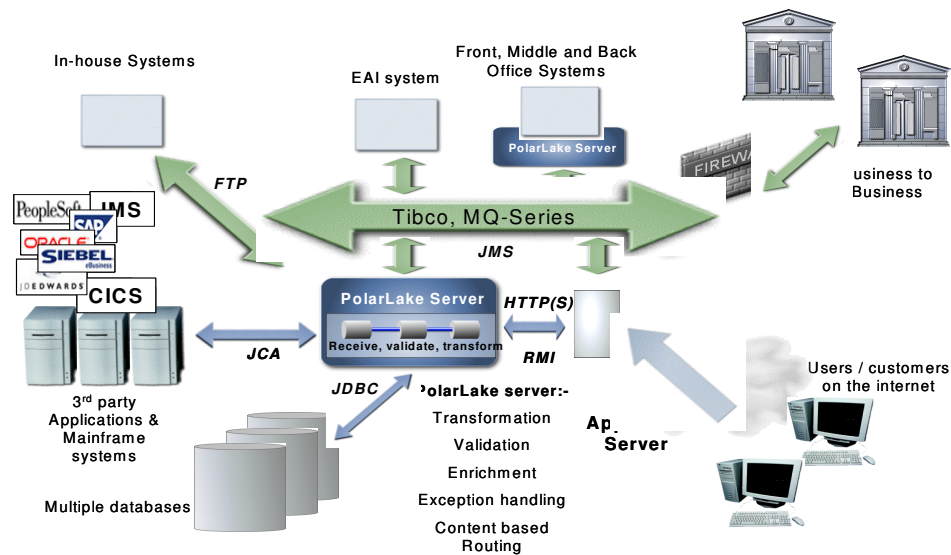 In-house Systems
EAI system
Front, Middle and Back
Office Systems
PolarLake Server
FIREWA
usiness to
Business
FTP
PeopleSoft
IMS
SAP
ORACLE
SIEBEL
eBusiness
JDEDWARDS
CICS
Tibco, MQ-Series
JMS
PolarLake Server
Receive, validate, transform
HTTP(S)
RMI
JCA
JDBC
Users / customers
on the internet
3rd party
Applications &
Mainframe
systems
Multiple databases
PolarLake server:-
Transformation
Validation
Enrichment
Exception handling
Content based
Routing
Ap
Server